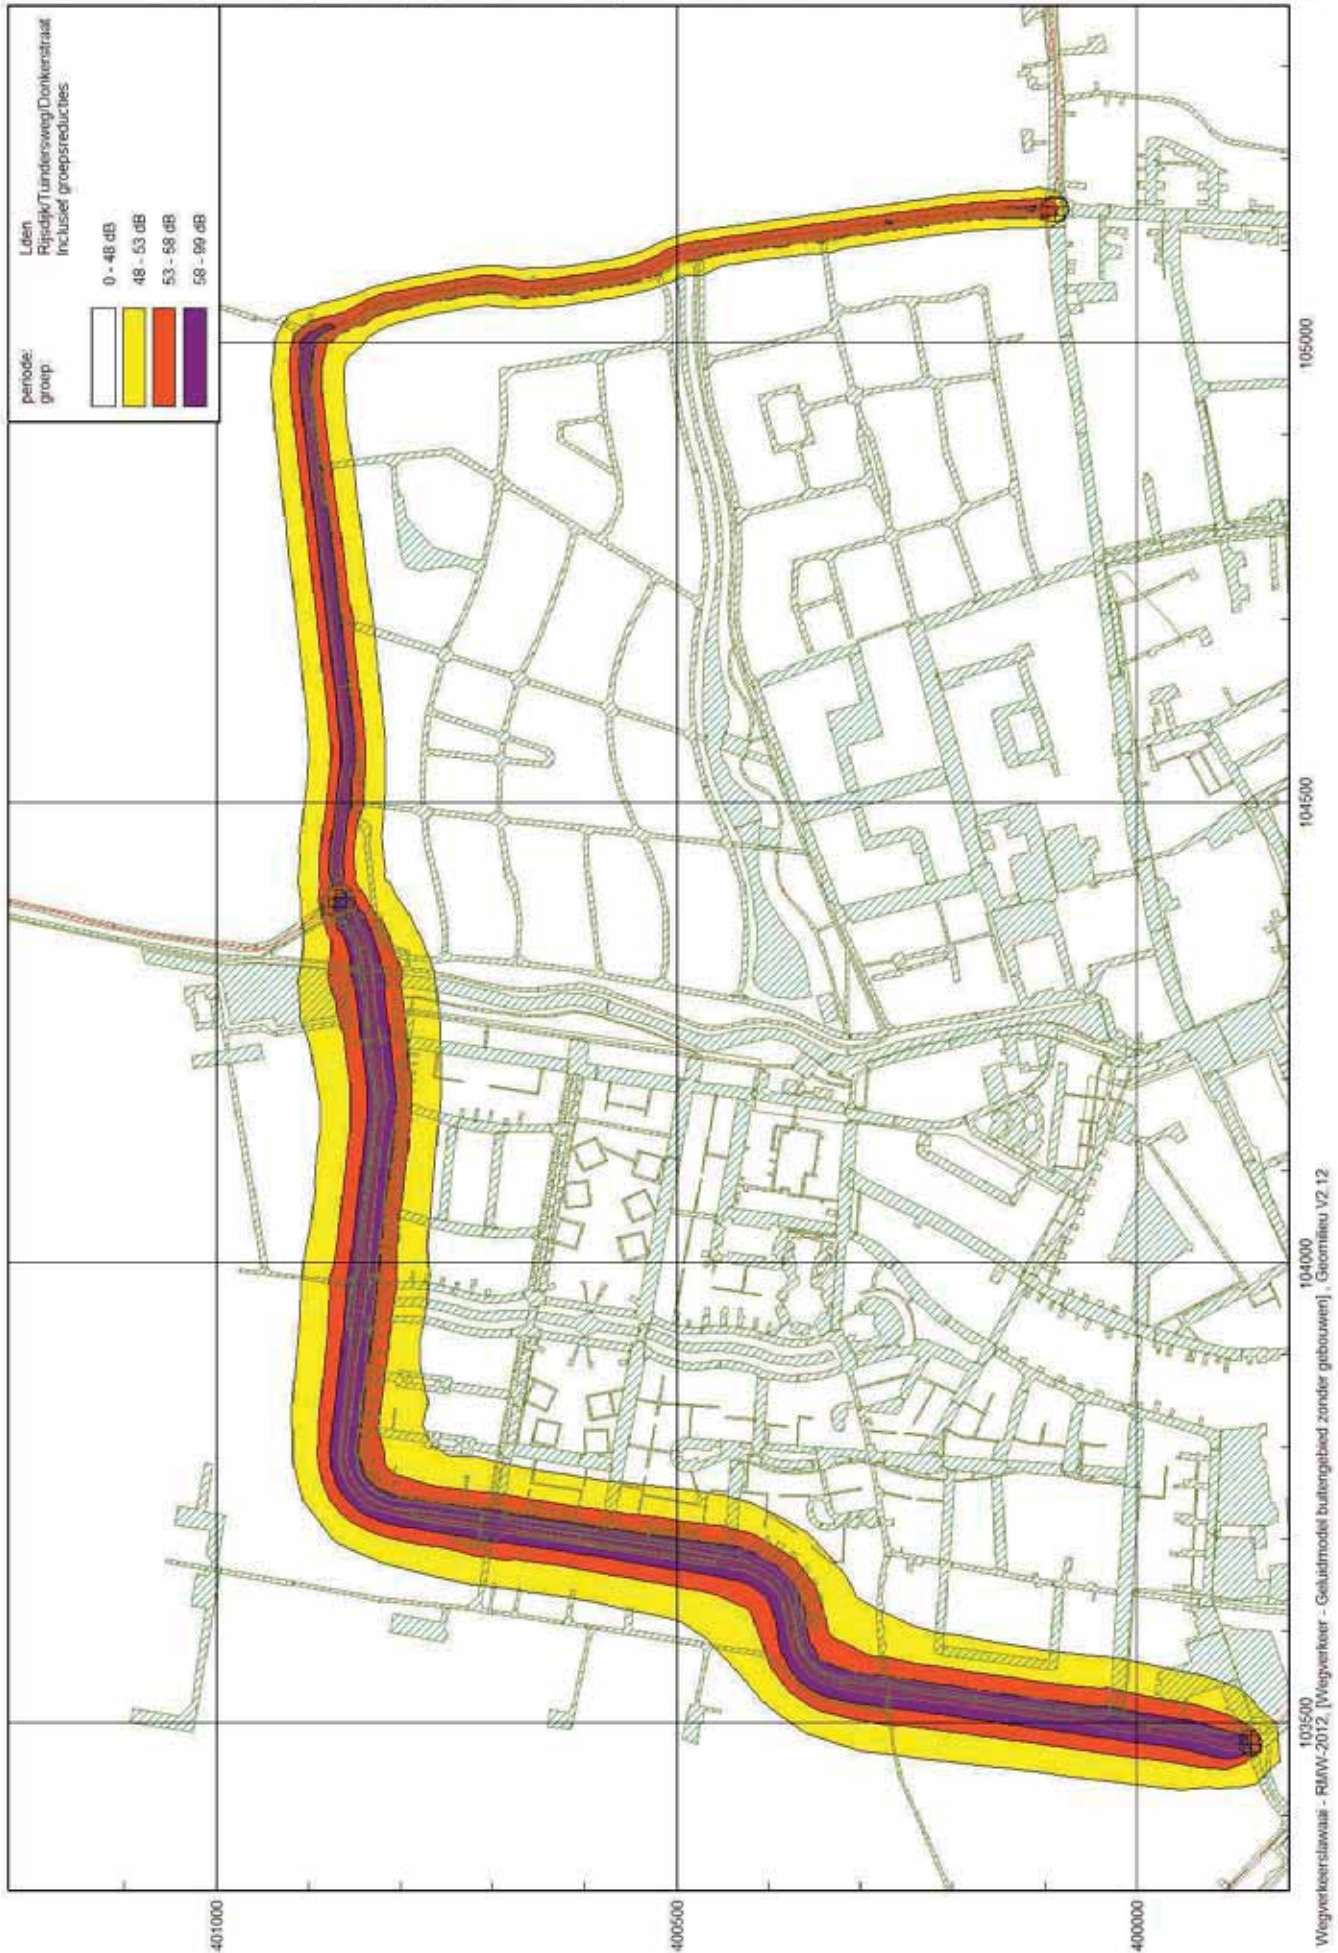 periode: Lden
groep: Rijsdijk/Tuindersweg/Donkerstraat
Inclusief groepsreducties
0 - 48 dB
48 - 53 dB
53 - 58 dB
58 - 99 dB
401000
400500
400000
103500
104000
104500
105000
Wegverkeerslawaai - RMW-2012, [Wegverkeer - Geluidmodel buitengebied zonder gebouwen] , Geomilieu V2.12